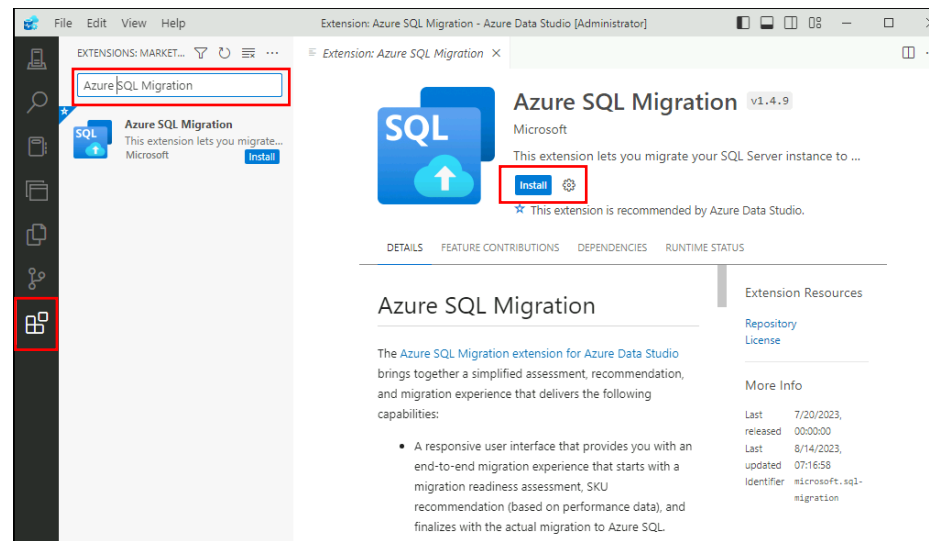 File Edit View Help
Extension: Azure SQL Migration - Azure Data Studio [Administrator]
EXTENSIONS: MARKET...
Extension: Azure SQL Migration
Azure SQL Migration
Azure SQL Migration
This extension lets you migrate...
Microsoft
Install
SQL
SQL
Azure SQL Migration v1.4.9
Microsoft
This extension lets you migrate your SQL Server instance to ...
Install
This extension is recommended by Azure Data Studio.
DETAILS FEATURE CONTRIBUTIONS DEPENDENCIES RUNTIME STATUS
Azure SQL Migration
The Azure SQL Migration extension for Azure Data Studio
brings together a simplified assessment, recommendation,
and migration experience that delivers the following
capabilities:
• A responsive user interface that provides you with an
end-to-end migration experience that starts with a
migration readiness assessment, SKU
recommendation (based on performance data), and
finalizes with the actual migration to Azure SQL.
Extension Resources
Repository
License
More Info
Last 7/20/2023,
released 00:00:00
Last 8/14/2023,
updated 07:16:58
Identifier microsoft.sql-
migration